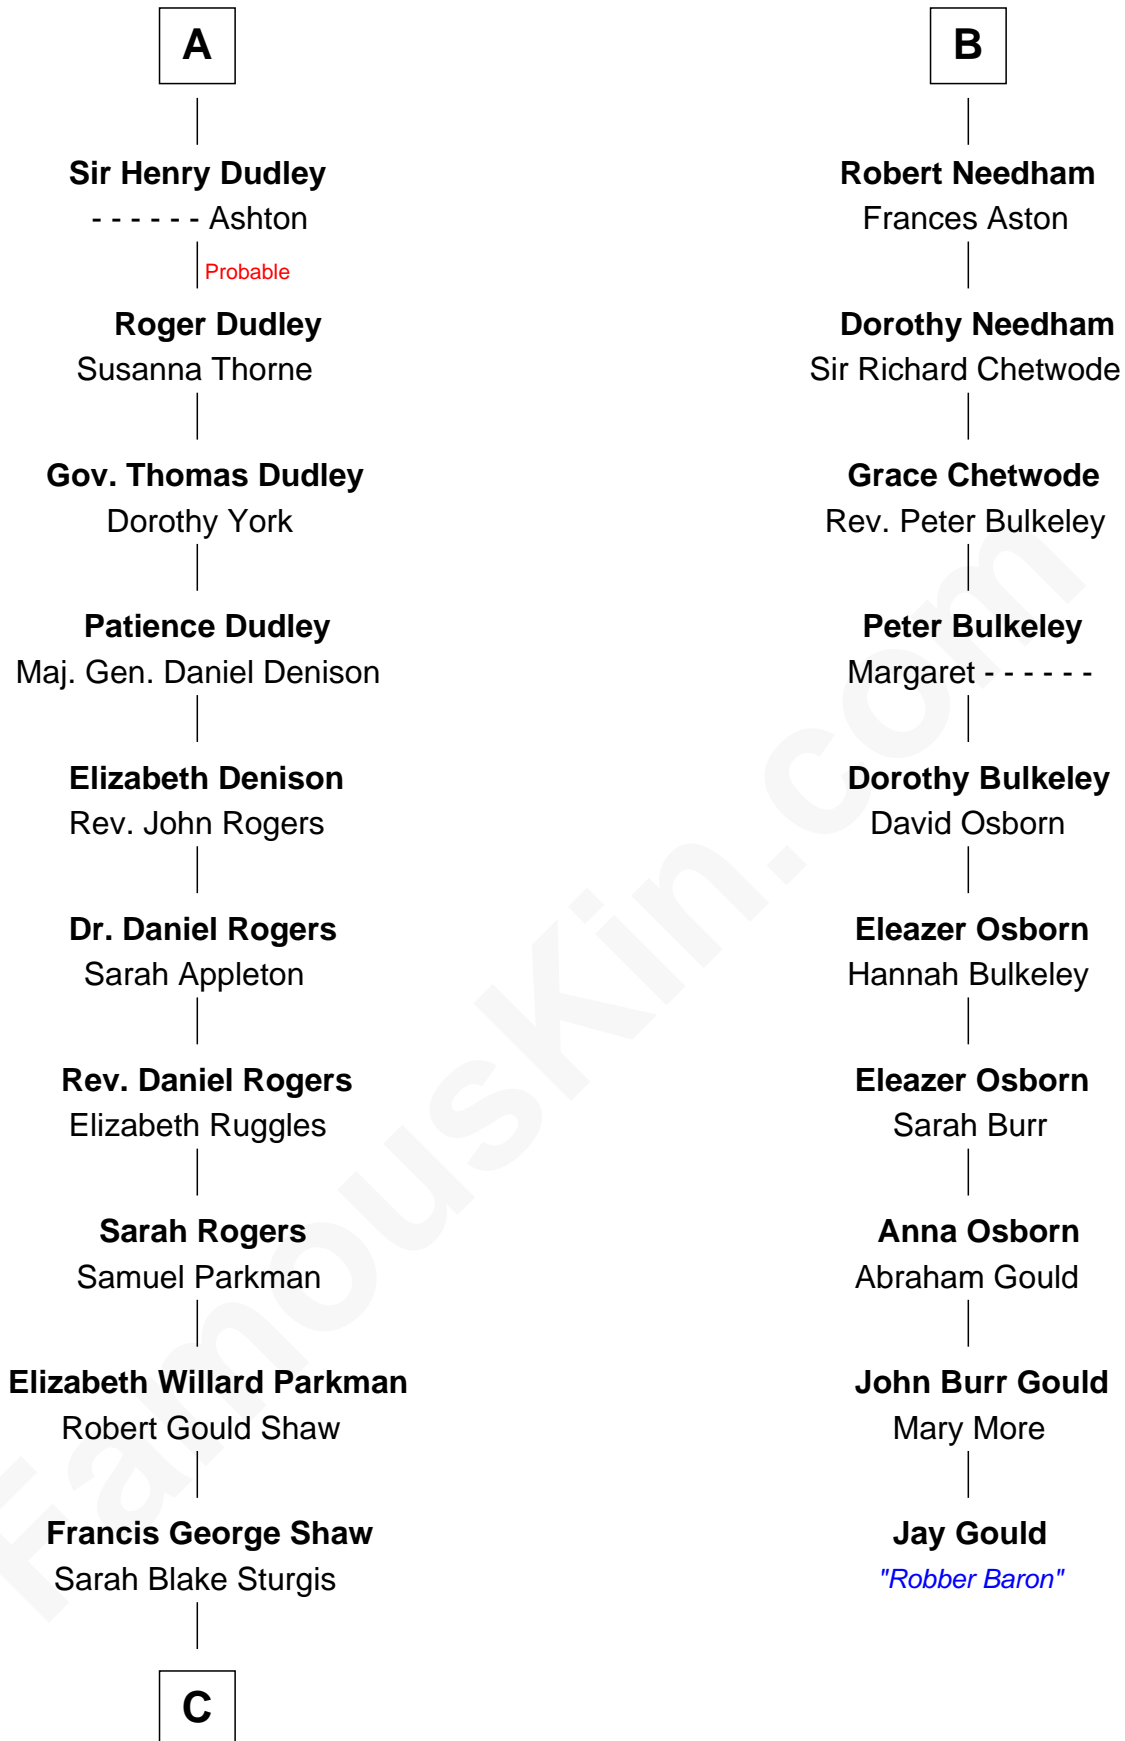 A
Sir Henry Dudley
- - - - - - Ashton
Probable
Roger Dudley
Susanna Thorne
Gov. Thomas Dudley
Dorothy York
Patience Dudley
Maj. Gen. Daniel Denison
Elizabeth Denison
Rev. John Rogers
Dr. Daniel Rogers
Sarah Appleton
Rev. Daniel Rogers
Elizabeth Ruggles
Sarah Rogers
Samuel Parkman
Elizabeth Willard Parkman
Robert Gould Shaw
Francis George Shaw
Sarah Blake Sturgis
C
B
Robert Needham
Frances Aston
Dorothy Needham
Sir Richard Chetwode
Grace Chetwode
Rev. Peter Bulkeley
Peter Bulkeley
Margaret - - - - - -
Dorothy Bulkeley
David Osborn
Eleazer Osborn
Hannah Bulkeley
Eleazer Osborn
Sarah Burr
Anna Osborn
Abraham Gould
John Burr Gould
Mary More
Jay Gould
"Robber Baron"
FamousKin.com